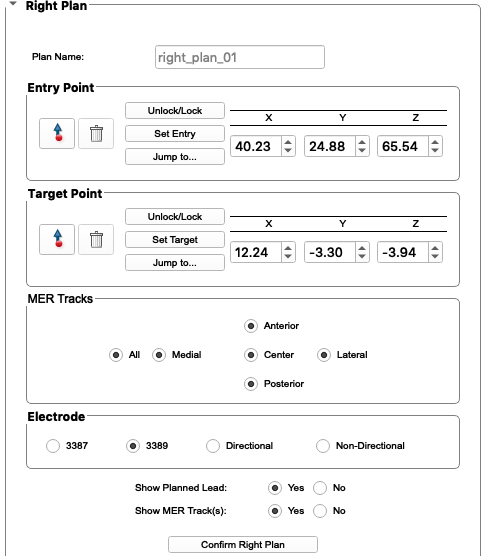 Right Plan
Plan Name: right_plan_01
Entry Point
Unlock/Lock
Set Entry
Jump to...
X Y Z
40.23 24.88 65.54
Target Point
Unlock/Lock
Set Target
Jump to...
X Y Z
12.24 -3.30 -3.94
MER Tracks
Anterior
All Medial Center Lateral
Posterior
Electrode
3387 3389 Directional Non-Directional
Show Planned Lead: Yes No
Show MER Track(s): Yes No
Confirm Right Plan